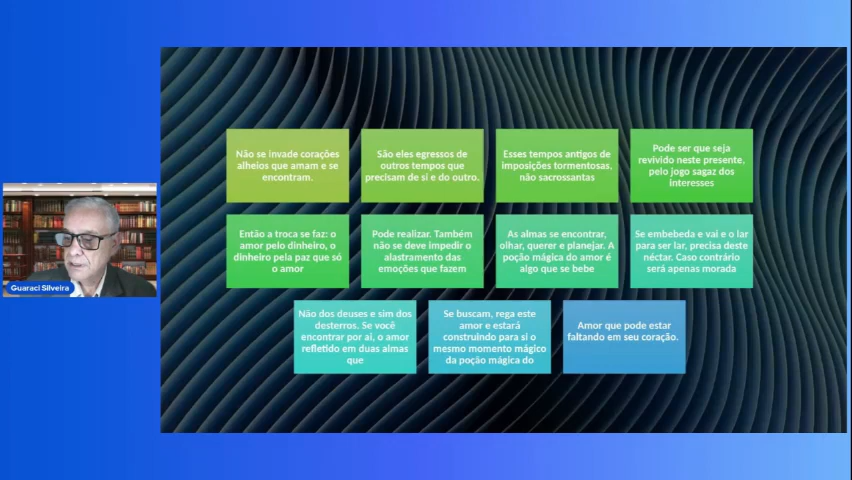 Não se invade corações
alheios que amam e se
encontram.
São eles egressos de
outros tempos que
precisam de si e do outro.
Esses tempos antigos de
imposições tormentosas,
não sacrossantas
Pode ser que seja
revivido neste presente,
pelo jogo sagaz dos
interesses
Então a troca se faz: o
amor pelo dinheiro, o
dinheiro pela paz que só
o amor
Pode realizar. Também
não se deve impedir o
alastramento das
emoções que fazem
As almas se encontrar,
olhar, querer e planejar. A
poção mágica do amor é
algo que se bebe
Se embebeda e vai e o lar
para ser lar, precisa deste
néctar. Caso contrário
será apenas morada
Não dos deuses e sim dos
desterros. Se você
encontrar por ai, o amor
refletido em duas almas
que
Se buscam, rega este
amor e estará
construindo para si o
mesmo momento mágico
da poção mágica do
Amor que pode estar
faltando em seu coração.
Guaraci Silveira